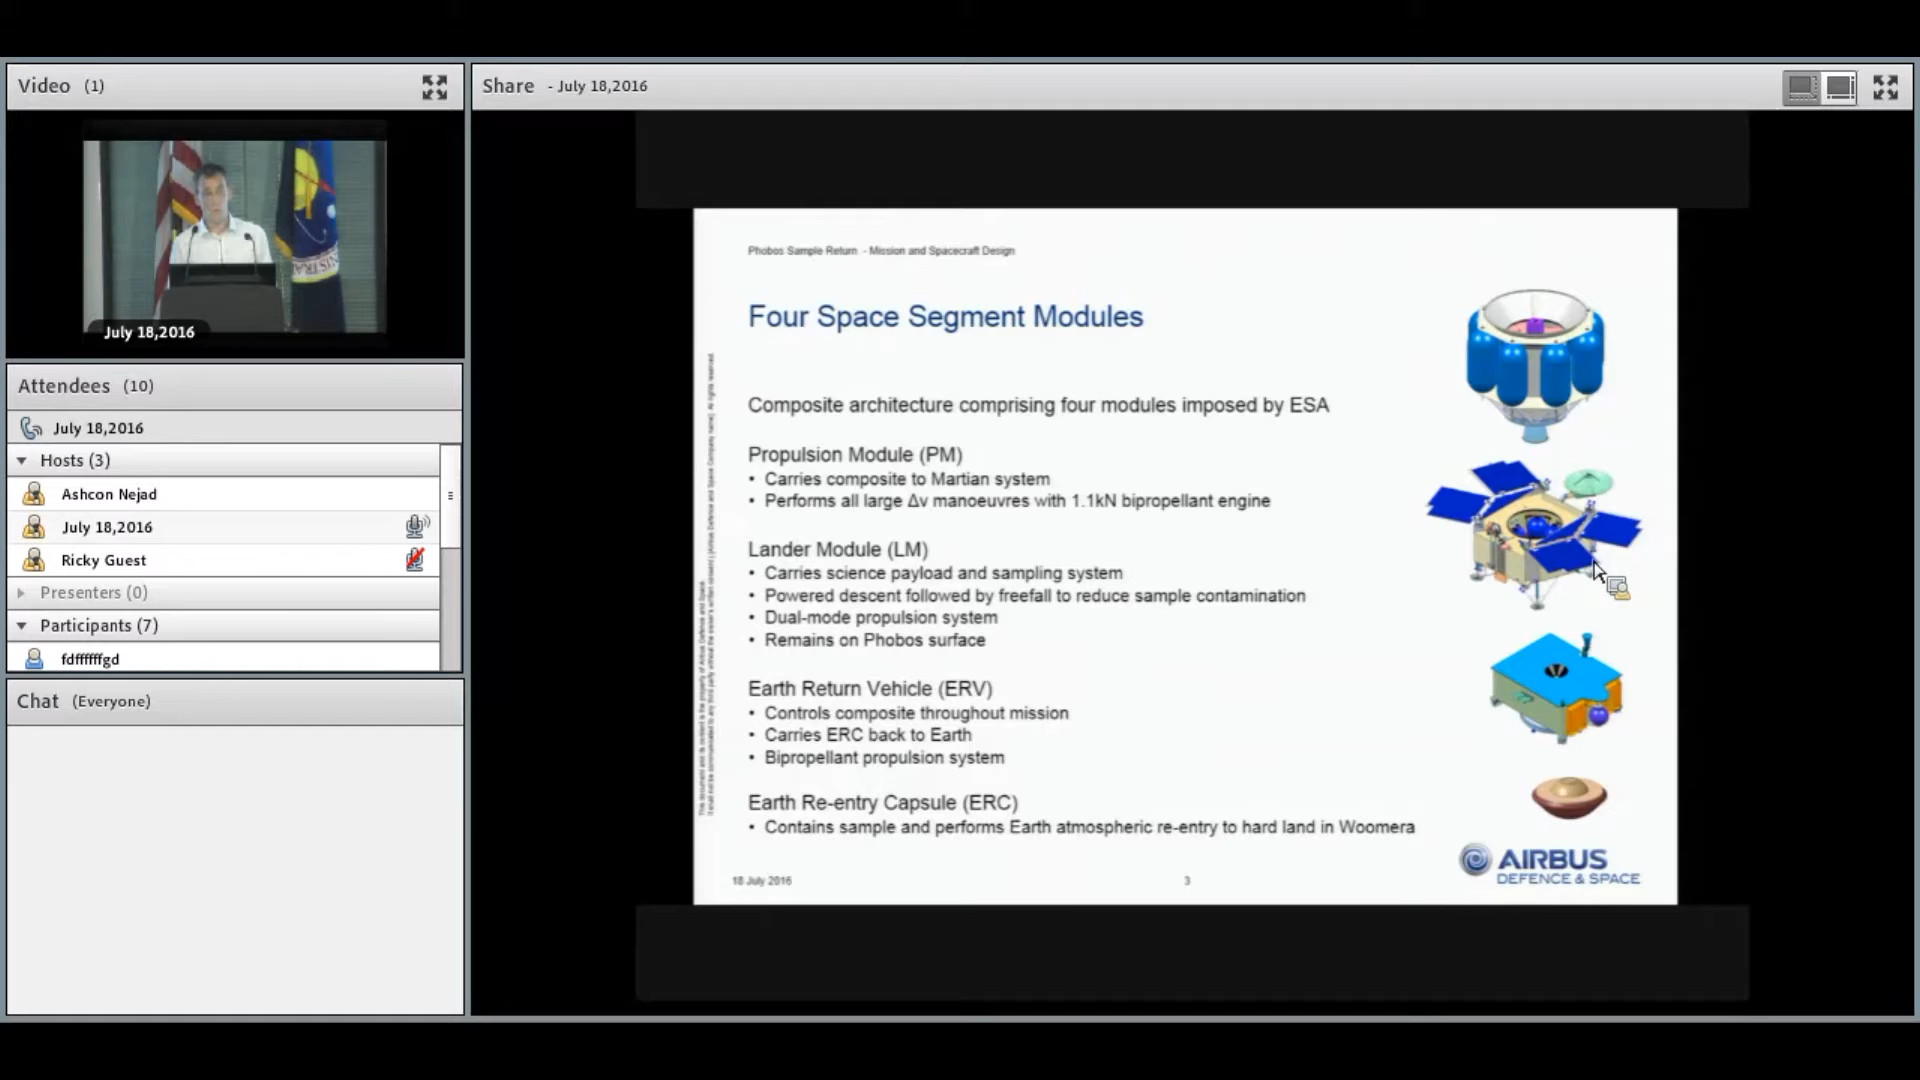 Video (1)
July 18,2016
Attendees (10)
July 18,2016
Hosts (3)
Ashcon Nejad
July 18,2016
Ricky Guest
Presenters (0)
Participants (7)
fdffffffgd
Chat (Everyone)
Share - July 18,2016
Phobos Sample Return - Mission and Spacecraft Design
Four Space Segment Modules
Composite architecture comprising four modules imposed by ESA
Propulsion Module (PM)
• Carries composite to Martian system
• Performs all large Δv manoeuvres with 1.1kN bipropellant engine
Lander Module (LM)
• Carries science payload and sampling system
• Powered descent followed by freefall to reduce sample contamination
• Dual-mode propulsion system
• Remains on Phobos surface
Earth Return Vehicle (ERV)
• Controls composite throughout mission
• Carries ERC back to Earth
• Bipropellant propulsion system
Earth Re-entry Capsule (ERC)
• Contains sample and performs Earth atmospheric re-entry to hard land in Woomera
18 July 2016
3
AIRBUS
DEFENCE & SPACE